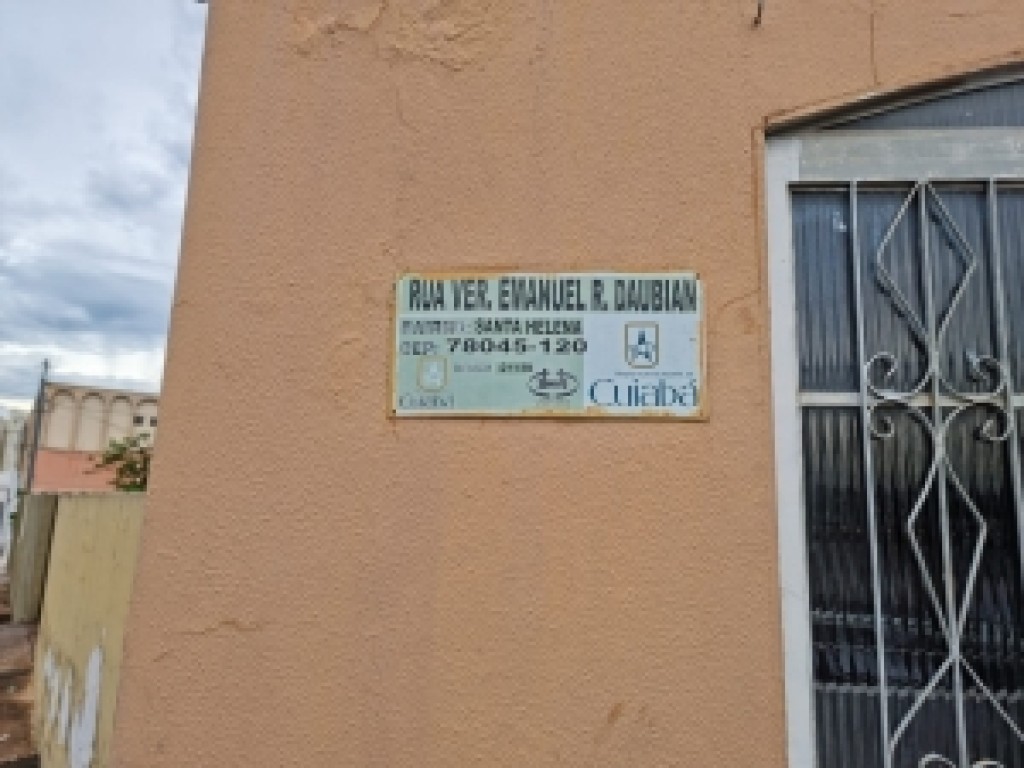 RUA VER. EMANUEL R. DAUBIAN
BAIRRO: SANTA HELENA
CEP: 78045-120
Cuiabá
Cuiabá